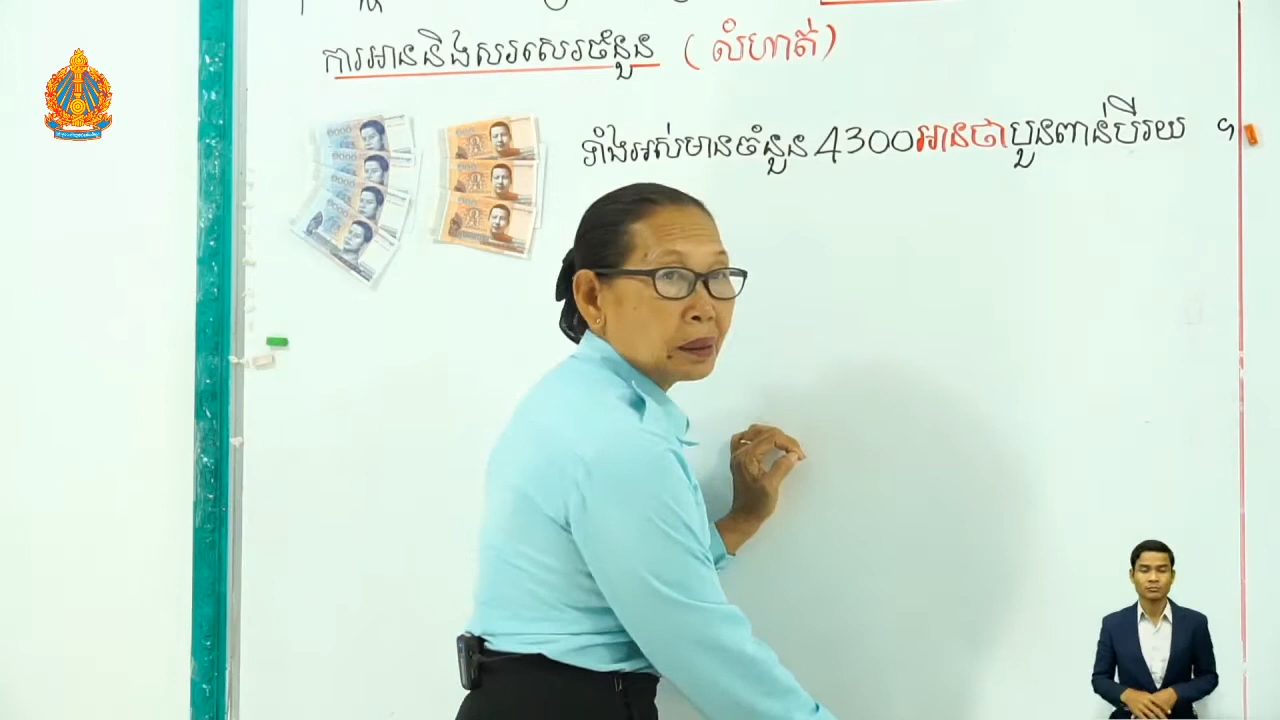 ការអាននិងសរសេរចំនួន (លំហាត់)
ទាំងអស់មានចំនួន 4300 អានថាបួនពាន់បីរយ ។